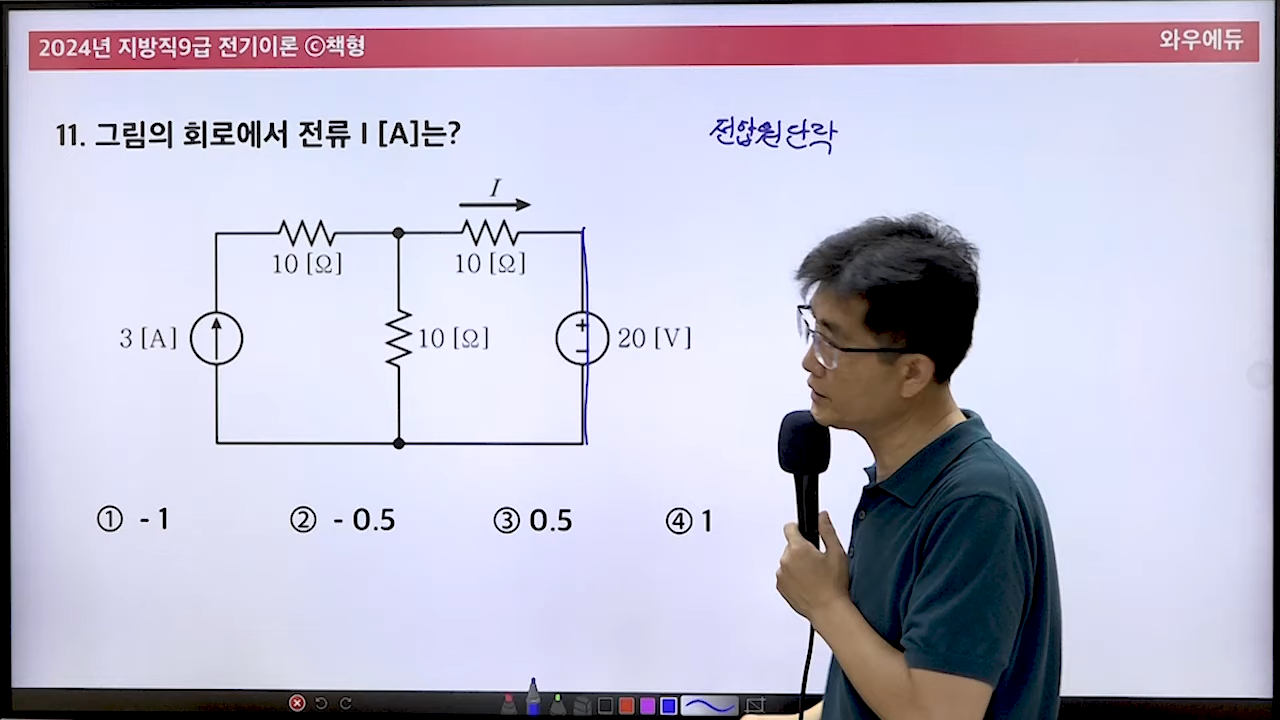 2024년 지방직9급 전기이론 ⓒ책형
와우에듀
11. 그림의 회로에서 전류 I [A]는?
전압원단락
I
10 [Ω]
10 [Ω]
3 [A]
10 [Ω]
+
−
20 [V]
① - 1
② - 0.5
③ 0.5
④ 1